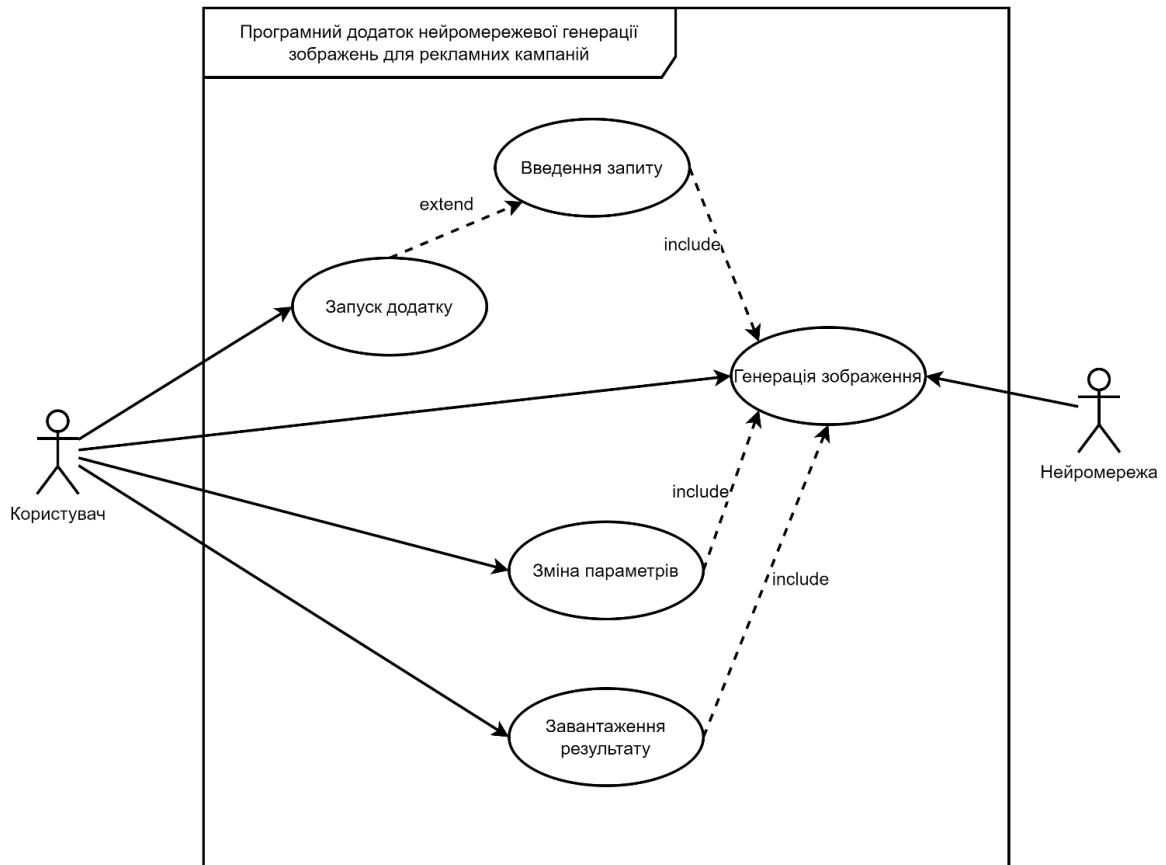 Програмний додаток нейромережевої генерації
зображень для рекламних кампаній
Введення запиту
extend
include
Запуск додатку
Генерація зображення
Нейромережа
Користувач
include
Зміна параметрів
include
Завантаження
результату